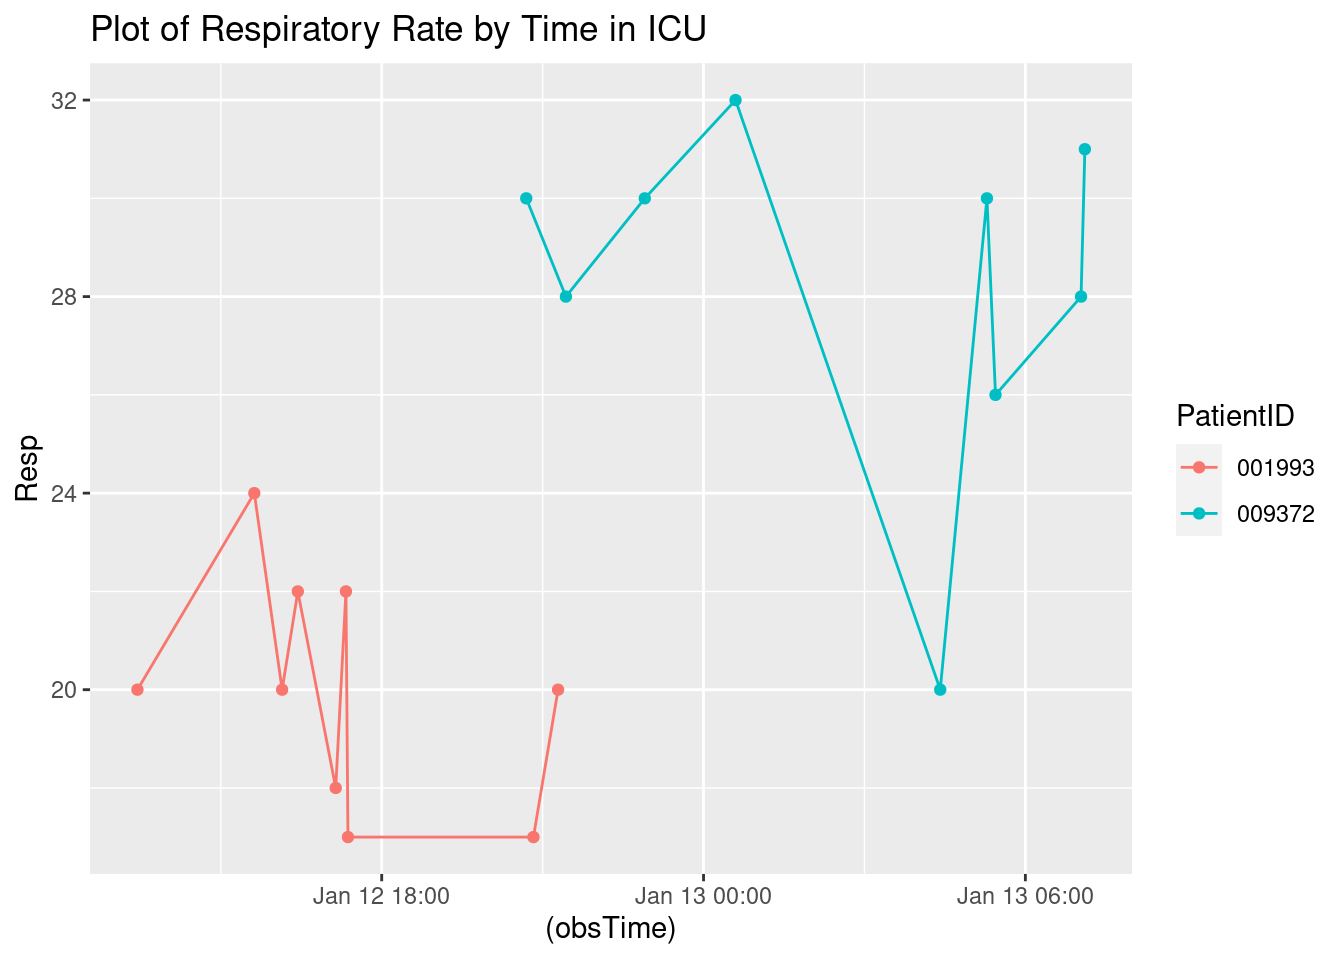 Plot of Respiratory Rate by Time in ICU
32
28
24
20
Resp
Jan 12 18:00
Jan 13 00:00
Jan 13 06:00
(obsTime)
PatientID
001993
009372